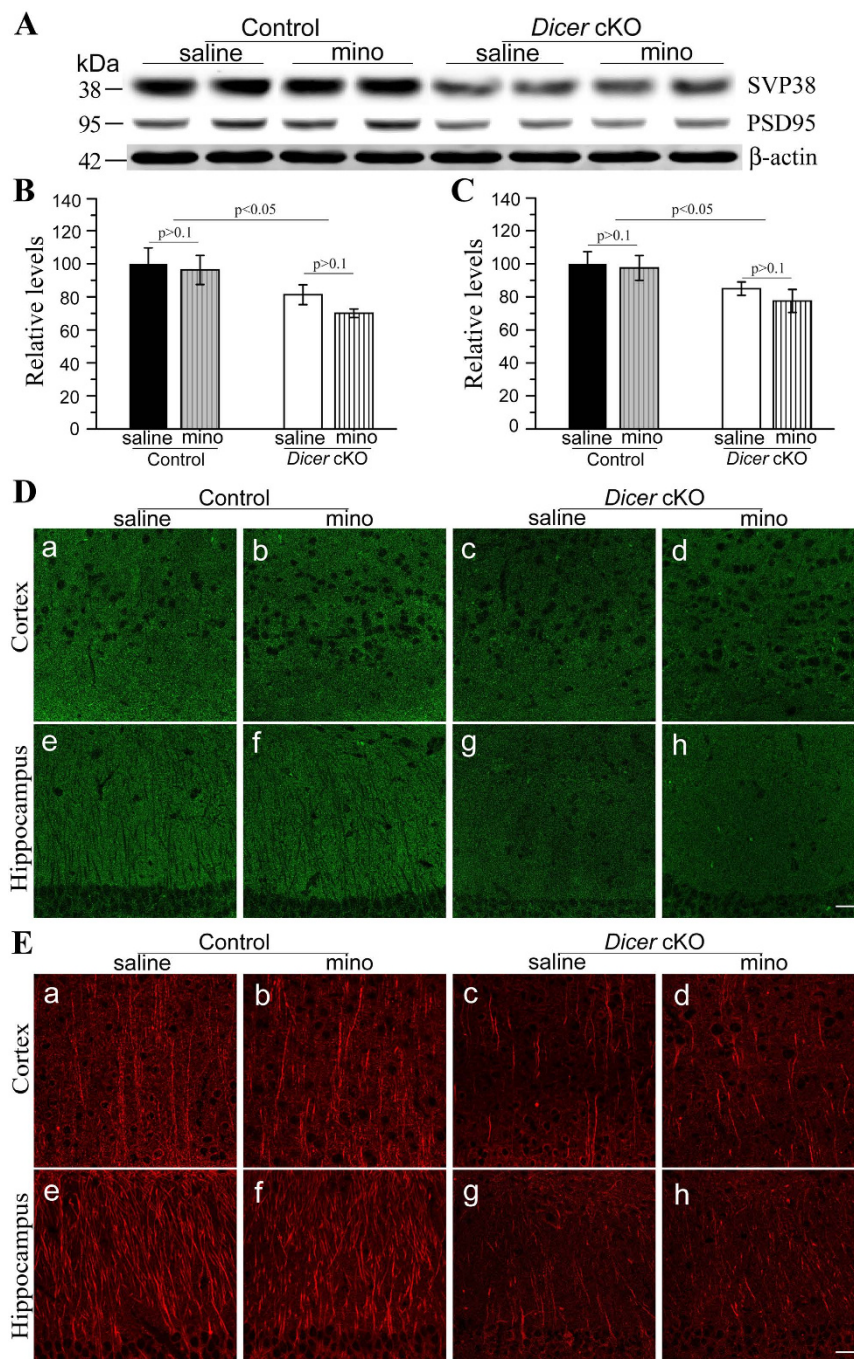 A
Control
Dicer cKO
saline
mino
saline
mino
kDa
38
SVP38
95
PSD95
42
β-actin
B
Relative levels
140
120
100
80
60
40
20
0
p<0.05
p>0.1
p>0.1
saline
mino
saline
mino
Control
Dicer cKO
C
Relative levels
140
120
100
80
60
40
20
0
p<0.05
p>0.1
p>0.1
saline
mino
saline
mino
Control
Dicer cKO
D
Control
Dicer cKO
saline
mino
saline
mino
Cortex
a
b
c
d
Hippocampus
e
f
g
h
E
Control
Dicer cKO
saline
mino
saline
mino
Cortex
a
b
c
d
Hippocampus
e
f
g
h